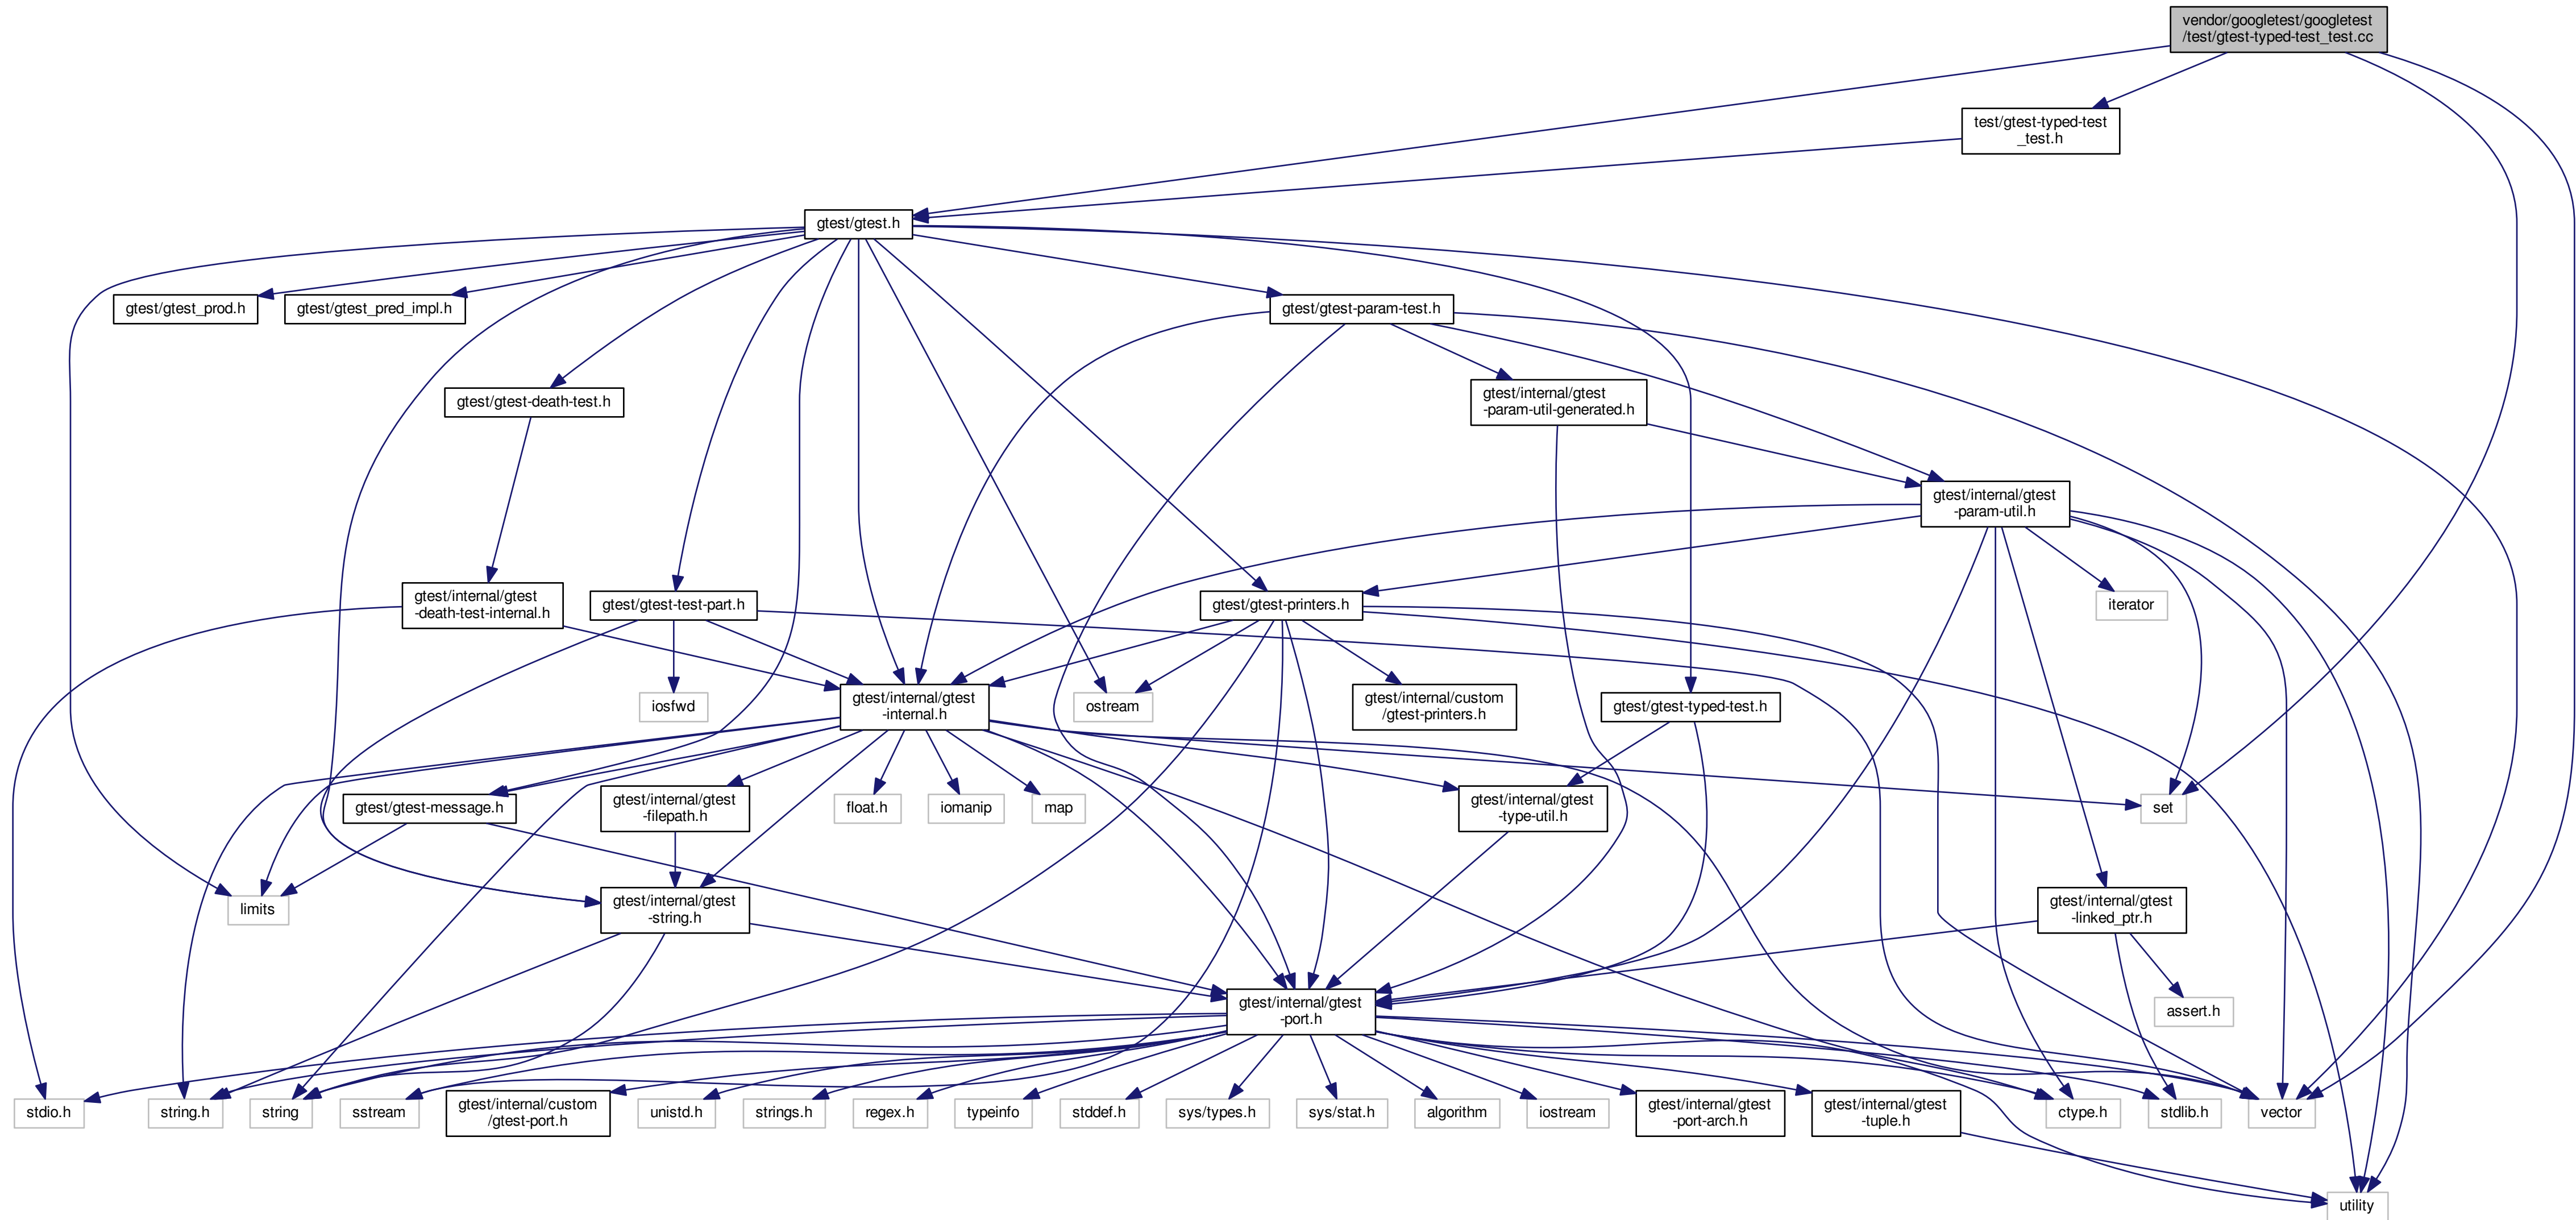 vendor/googletest/googletest
/test/gtest-typed-test_test.cc
test/gtest-typed-test
_test.h
gtest/gtest.h
gtest/gtest_prod.h
gtest/gtest_pred_impl.h
gtest/gtest-param-test.h
gtest/gtest-death-test.h
gtest/internal/gtest
-param-util-generated.h
gtest/internal/gtest
-param-util.h
gtest/internal/gtest
-death-test-internal.h
gtest/gtest-test-part.h
gtest/gtest-printers.h
iterator
iosfwd
gtest/internal/gtest
-internal.h
ostream
gtest/internal/custom
/gtest-printers.h
gtest/gtest-typed-test.h
gtest/gtest-message.h
gtest/internal/gtest
-filepath.h
float.h
iomanip
map
gtest/internal/gtest
-type-util.h
set
limits
gtest/internal/gtest
-string.h
gtest/internal/gtest
-linked_ptr.h
gtest/internal/gtest
-port.h
assert.h
stdio.h
string.h
string
sstream
gtest/internal/custom
/gtest-port.h
unistd.h
strings.h
regex.h
typeinfo
stddef.h
sys/types.h
sys/stat.h
algorithm
iostream
gtest/internal/gtest
-port-arch.h
gtest/internal/gtest
-tuple.h
ctype.h
stdlib.h
vector
utility